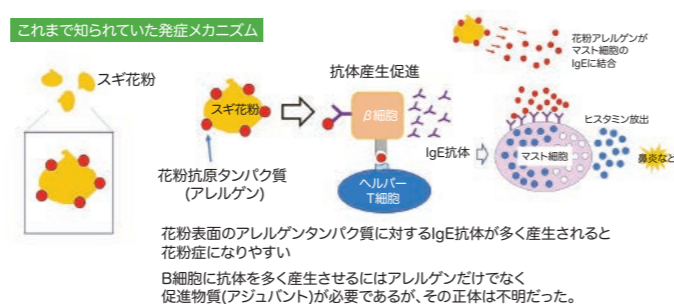 これまで知られていた発症メカニズム
花粉アレルゲンが
マスト細胞の
IgEに結合
スギ花粉
抗体産生促進
スギ花粉
β細胞
ヒスタミン放出
IgE抗体
マスト細胞
鼻炎など
花粉抗原タンパク質
(アレルゲン)
ヘルパー
T細胞
花粉表面のアレルゲンタンパク質に対するIgE抗体が多く産生されると
花粉症になりやすい
B細胞に抗体を多く産生させるにはアレルゲンだけでなく
促進物質(アジュバント)が必要であるが、その正体は不明だった。